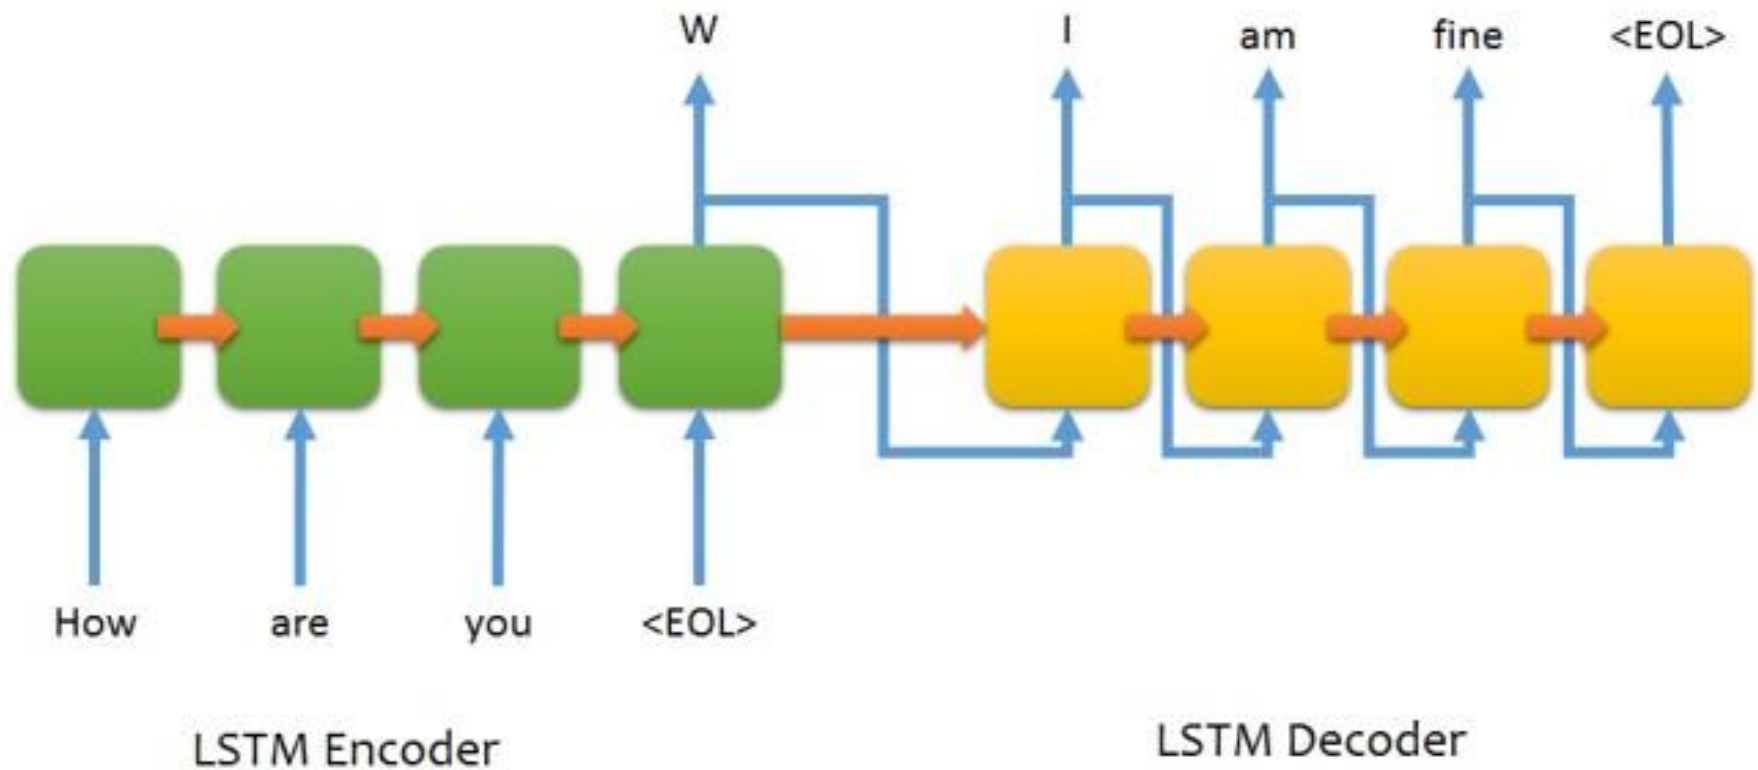 W I am fine <EOL>
How are you <EOL>
LSTM Encoder
LSTM Decoder